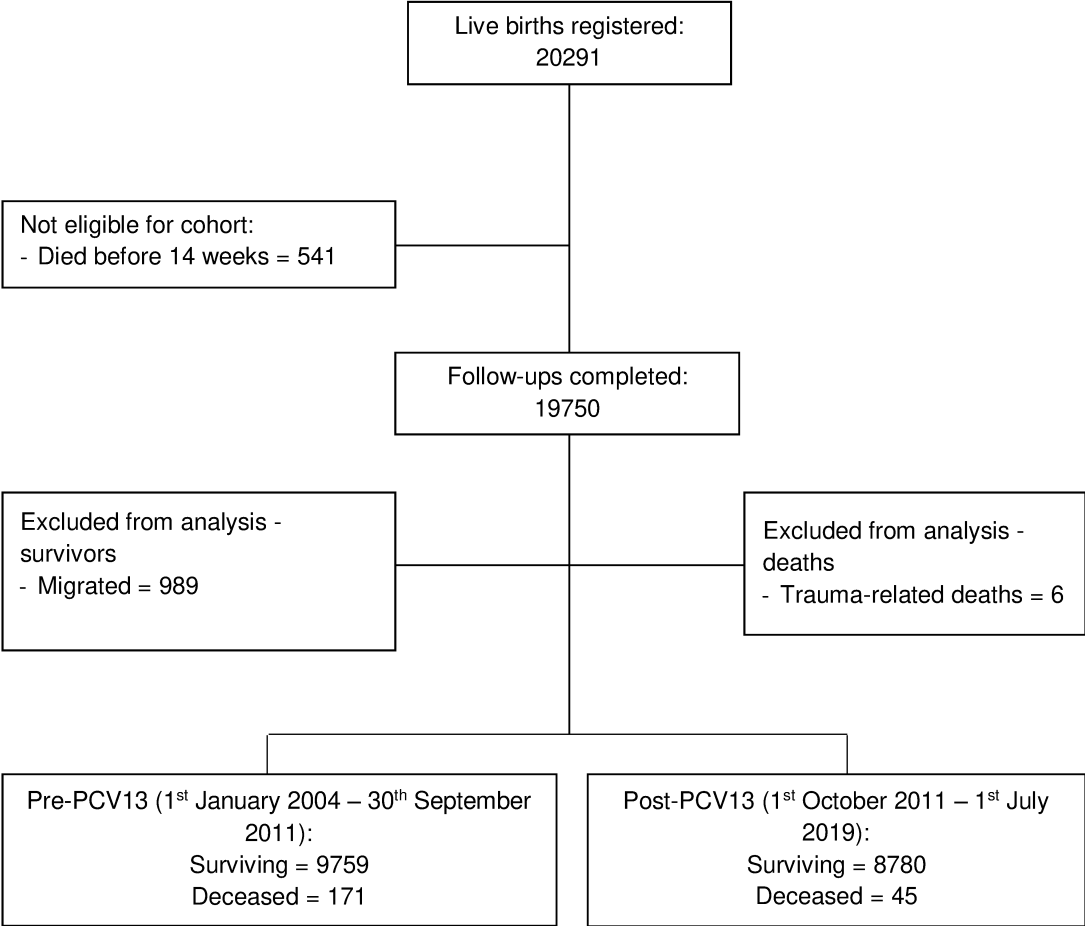 Live births registered:
20291
Not eligible for cohort:
- Died before 14 weeks = 541
Follow-ups completed:
19750
Excluded from analysis -
survivors
- Migrated = 989
Excluded from analysis -
deaths
- Trauma-related deaths = 6
Pre-PCV13 (1st January 2004 – 30th September
2011):
Surviving = 9759
Deceased = 171
Post-PCV13 (1st October 2011 – 1st July
2019):
Surviving = 8780
Deceased = 45